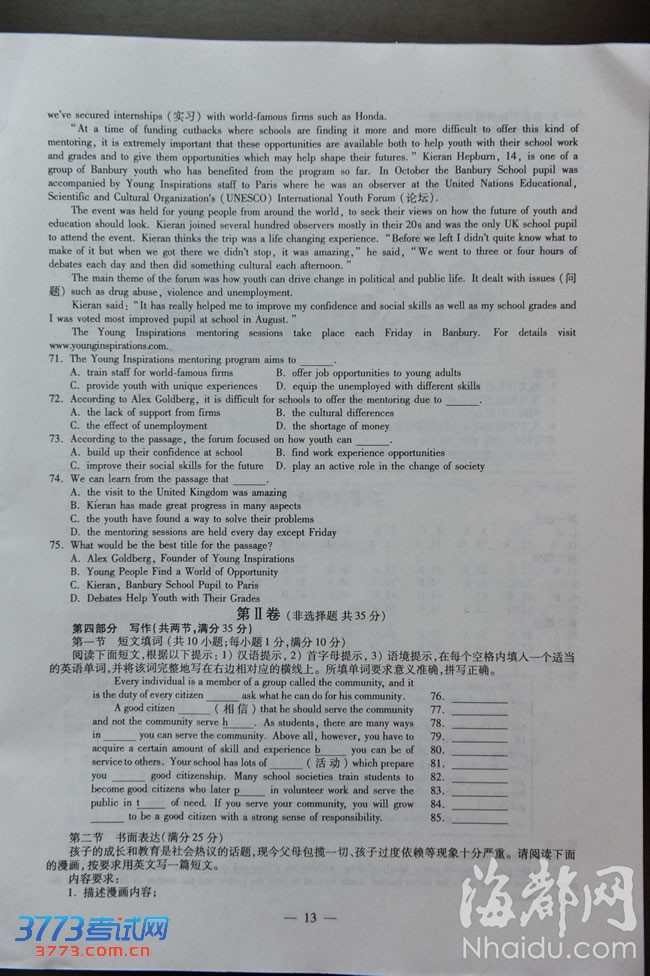 we've secured internships (实习) with world-famous firms such as Honda.
"At a time of funding cutbacks where schools are finding it more and more difficult to offer this kind of
mentoring, it is extremely important that these opportunities are available both to help youth with their school work
and grades and to give them opportunities which may help shape their futures." Kieran Hepburn, 14, is one of a
group of Banbury youth who has benefited from the program so far. In October the Banbury School pupil was
accompanied by Young Inspirations staff to Paris where he was an observer at the United Nations Educational,
Scientific and Cultural Organization's (UNESCO) International Youth Forum (论坛).
The event was held for young people from around the world, to seek their views on how the future of youth and
education should look. Kieran joined several hundred observers mostly in their 20s and was the only UK school pupil
to attend the event. Kieran thinks the trip was a life changing experience. "Before we left I didn't quite know what to
make of it but when we got there we didn't stop, it was amazing," he said, "We went to three or four hours of
debates each day and then did something cultural each afternoon."
The main theme of the forum was how youth can drive change in political and public life. It dealt with issues (问
题) such as drug abuse, violence and unemployment.
Kieran said: "It has really helped me to improve my confidence and social skills as well as my school grades and
I was voted most improved pupil at school in August."
The Young Inspirations mentoring sessions take place each Friday in Banbury. For details visit
www.younginspirations.com.
71. The Young Inspirations mentoring program aims to ______.
A. train staff for world-famous firms B. offer job opportunities to young adults
C. provide youth with unique experiences D. equip the unemployed with different skills
72. According to Alex Goldberg, it is difficult for schools to offer the mentoring due to ______.
A. the lack of support from firms B. the cultural differences
C. the effect of unemployment D. the shortage of money
73. According to the passage, the forum focused on how youth can ______.
A. build up their confidence at school B. find work experience opportunities
C. improve their social skills for the future D. play an active role in the change of society
74. We can learn from the passage that ______.
A. the visit to the United Kingdom was amazing
B. Kieran has made great progress in many aspects
C. the youth have found a way to solve their problems
D. the mentoring sessions are held every day except Friday
75. What would be the best title for the passage?
A. Alex Goldberg, Founder of Young Inspirations
B. Young People Find a World of Opportunity
C. Kieran, Banbury School Pupil to Paris
D. Debates Help Youth with Their Grades
第Ⅱ卷 (非选择题 共35分)
第四部分 写作(共两节,满分35分)
第一节 短文填词 (共10小题;每小题1分,满分10分)
阅读下面短文,根据以下提示:1) 汉语提示, 2) 首字母提示, 3) 语境提示,在每个空格内填入一个适当
的英语单词,并将该词完整地写在右边相对应的横线上。所填单词要求意义准确,拼写正确。
Every individual is a member of a group called the community, and it
is the duty of every citizen ______ ask what he can do for his community. 76. ______
A good citizen ______ (相信) that he should serve the community 77. ______
and not the community serve h______. As students, there are many ways 78. ______
in ______ you can serve the community. Above all, however, you have to 79. ______
acquire a certain amount of skill and experience b______ you can be of 80. ______
service to others. Your school has lots of ______ (活动) which prepare 81. ______
you ______ good citizenship. Many school societies train students to 82. ______
become good citizens who later p______ in volunteer work and serve the 83. ______
public in t______ of need. If you serve your community, you will grow 84. ______
______ to be a good citizen with a strong sense of responsibility. 85. ______
第二节 书面表达(满分25分)
孩子的成长和教育是社会热议的话题,现今父母包揽一切、孩子过度依赖等现象十分严重。请阅读下面
的漫画,按要求用英文写一篇短文。
内容要求:
1. 描述漫画内容;
— 13 —
3773考试网
3773.com.cn
海都网
Nhaidu.com